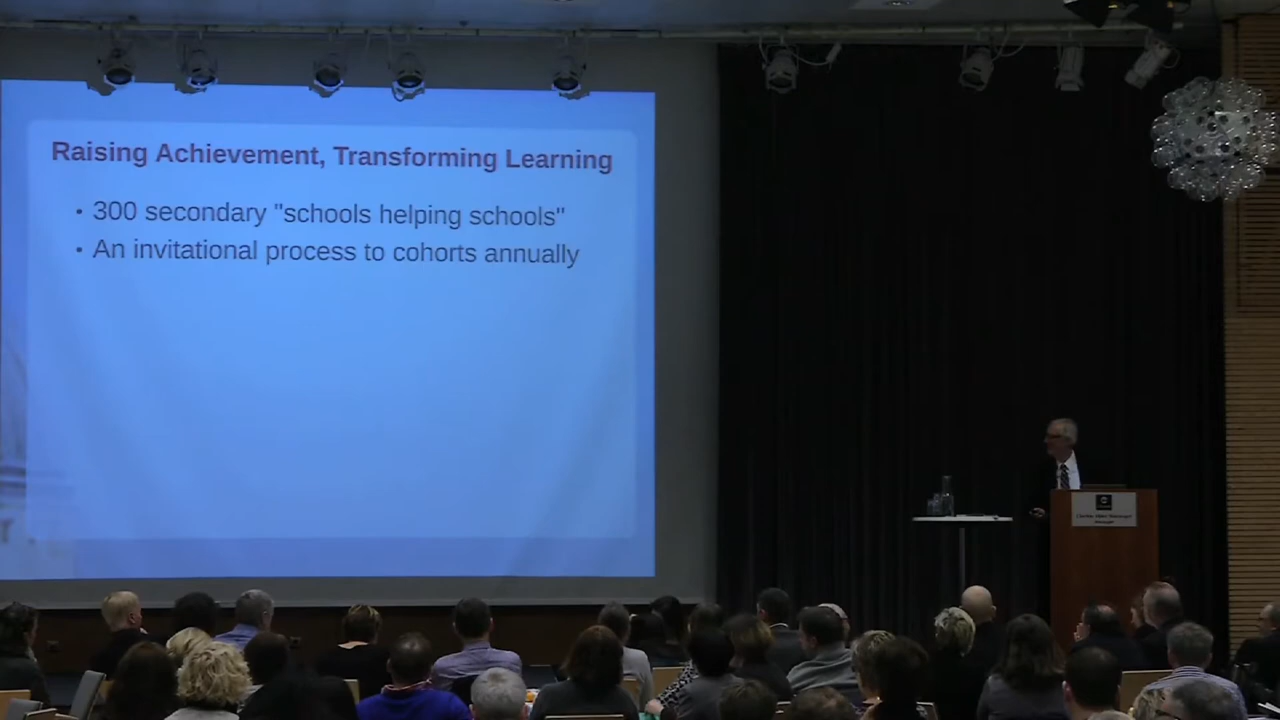 Raising Achievement, Transforming Learning
• 300 secondary "schools helping schools"
• An invitational process to cohorts annually